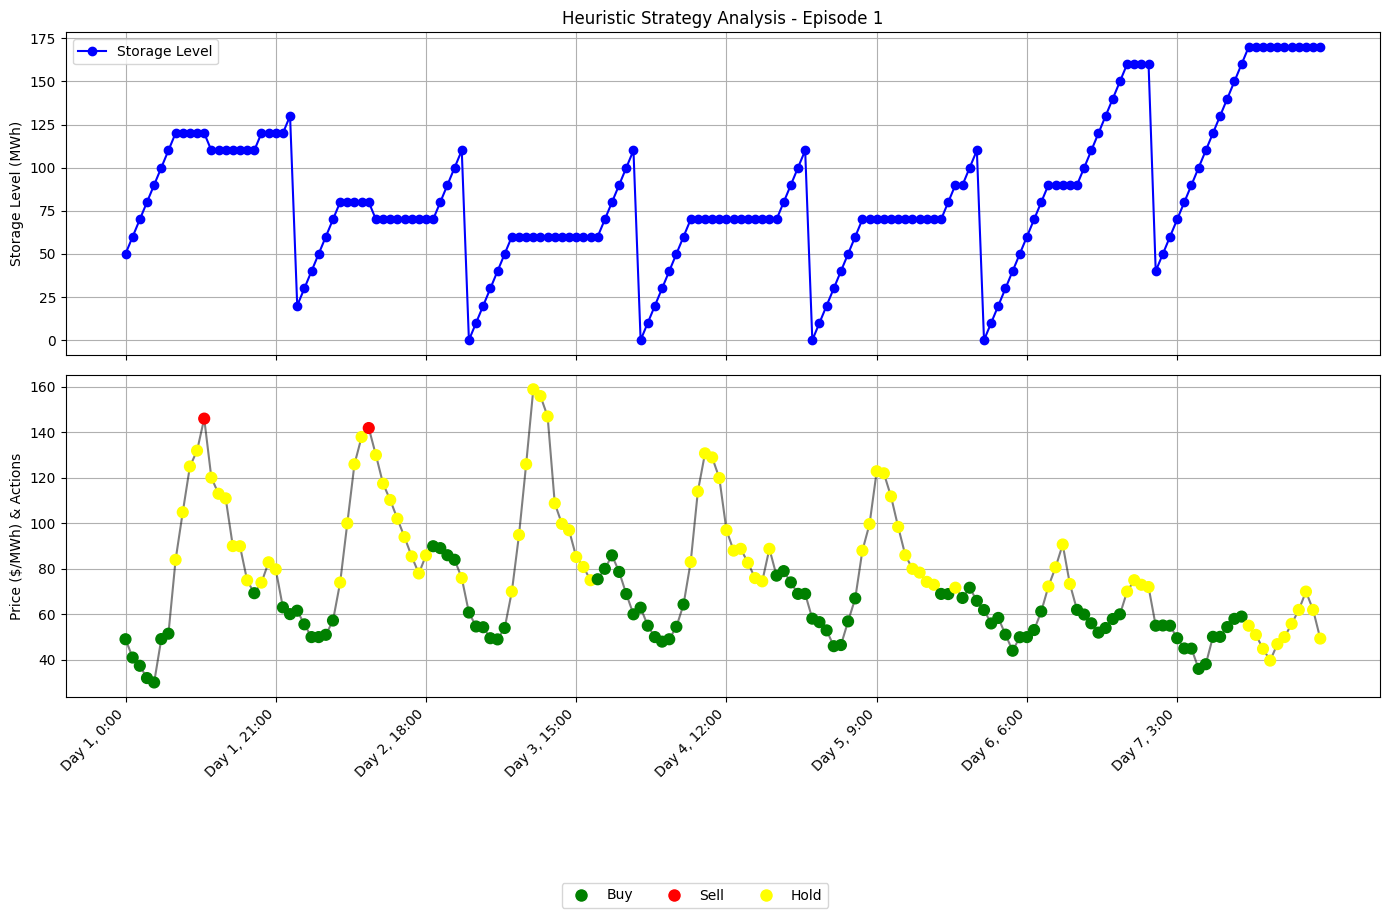 Heuristic Strategy Analysis - Episode 1
Storage Level (MWh)
175
150
125
100
75
50
25
0
Storage Level
Price ($/MWh) & Actions
160
140
120
100
80
60
40
Day 1, 0:00
Day 1, 21:00
Day 2, 18:00
Day 3, 15:00
Day 4, 12:00
Day 5, 9:00
Day 6, 6:00
Day 7, 3:00
Buy Sell Hold